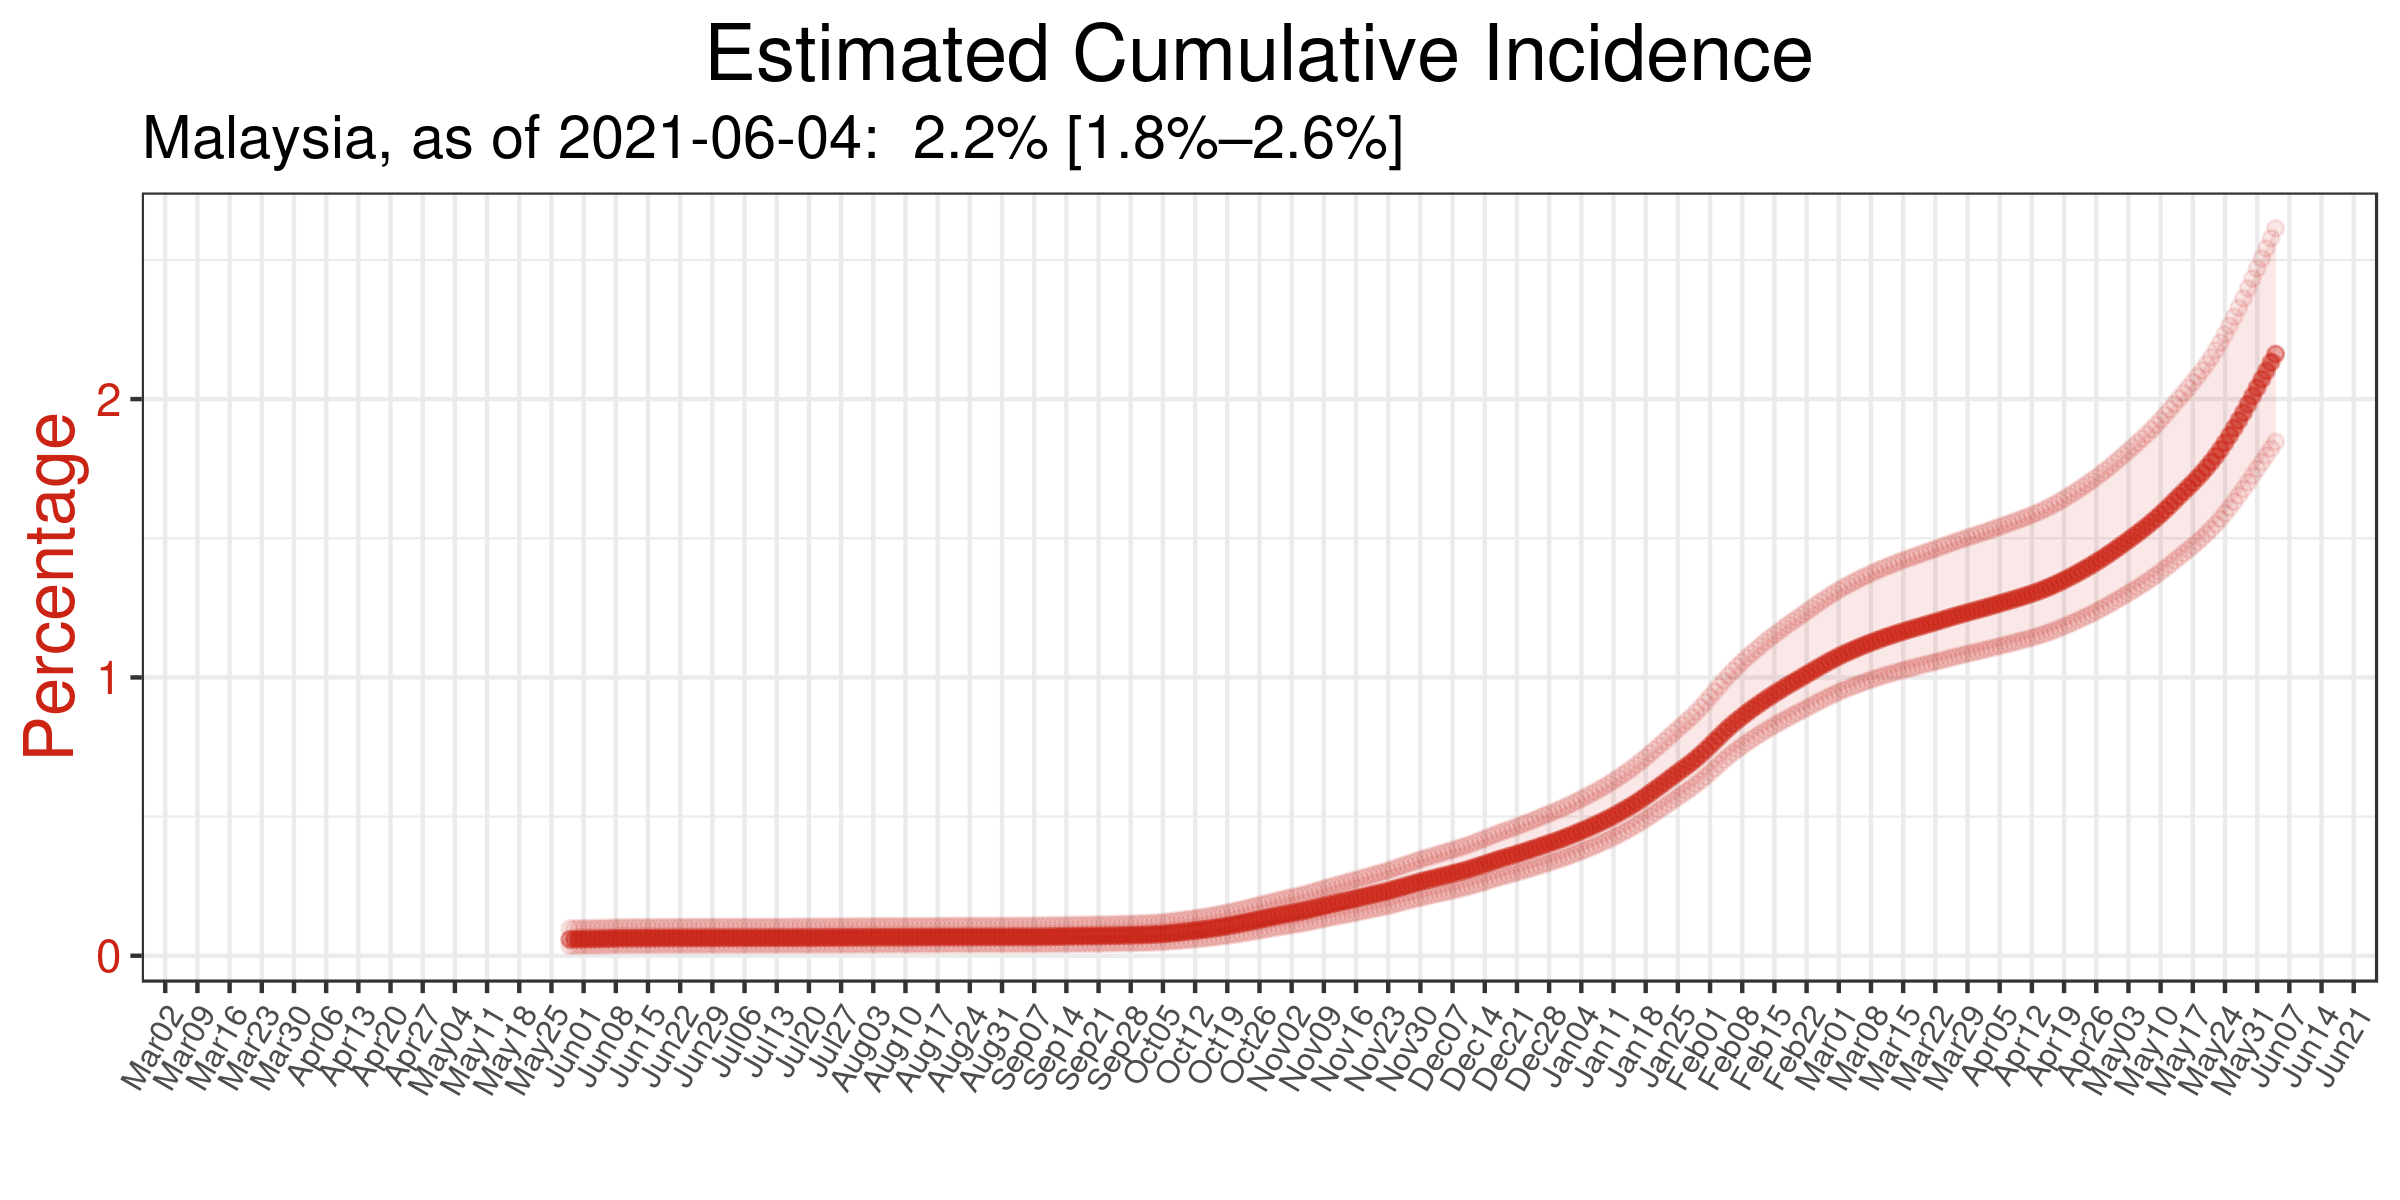 Estimated Cumulative Incidence
Malaysia, as of 2021-06-04:  2.2% [1.8%–2.6%]
Percentage
2
1
0
Mar02
Mar09
Mar16
Mar23
Mar30
Apr06
Apr13
Apr20
Apr27
May04
May11
May18
May25
Jun01
Jun08
Jun15
Jun22
Jun29
Jul06
Jul13
Jul20
Jul27
Aug03
Aug10
Aug17
Aug24
Aug31
Sep07
Sep14
Sep21
Sep28
Oct05
Oct12
Oct19
Oct26
Nov02
Nov09
Nov16
Nov23
Nov30
Dec07
Dec14
Dec21
Dec28
Jan04
Jan11
Jan18
Jan25
Feb01
Feb08
Feb15
Feb22
Mar01
Mar08
Mar15
Mar22
Mar29
Apr05
Apr12
Apr19
Apr26
May03
May10
May17
May24
May31
Jun07
Jun14
Jun21